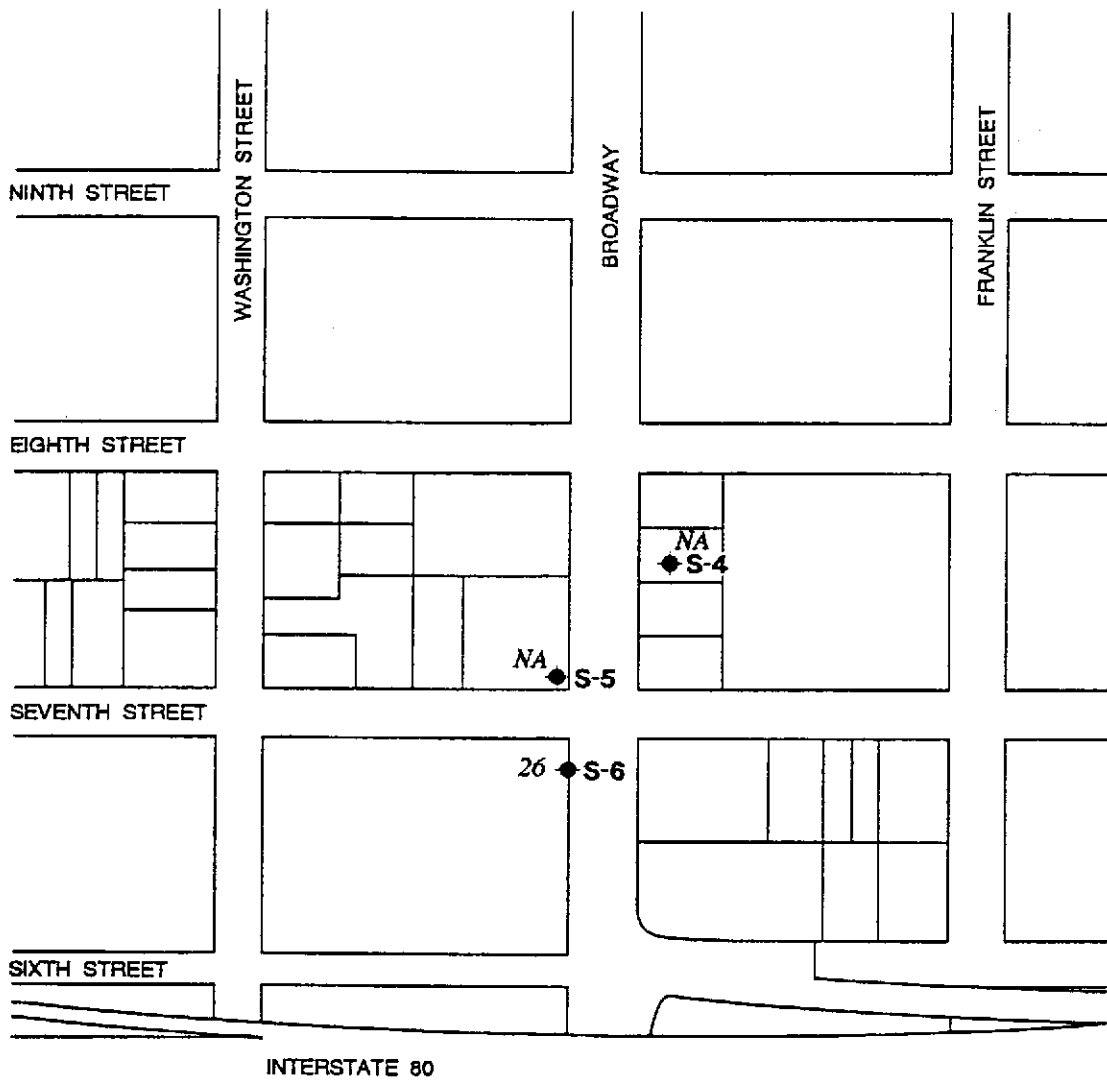 WASHINGTON STREET
BROADWAY
FRANKLIN STREET
NINTH STREET
EIGHTH STREET
NA
S-4
NA
S-5
SEVENTH STREET
26 S-6
SIXTH STREET
INTERSTATE 80